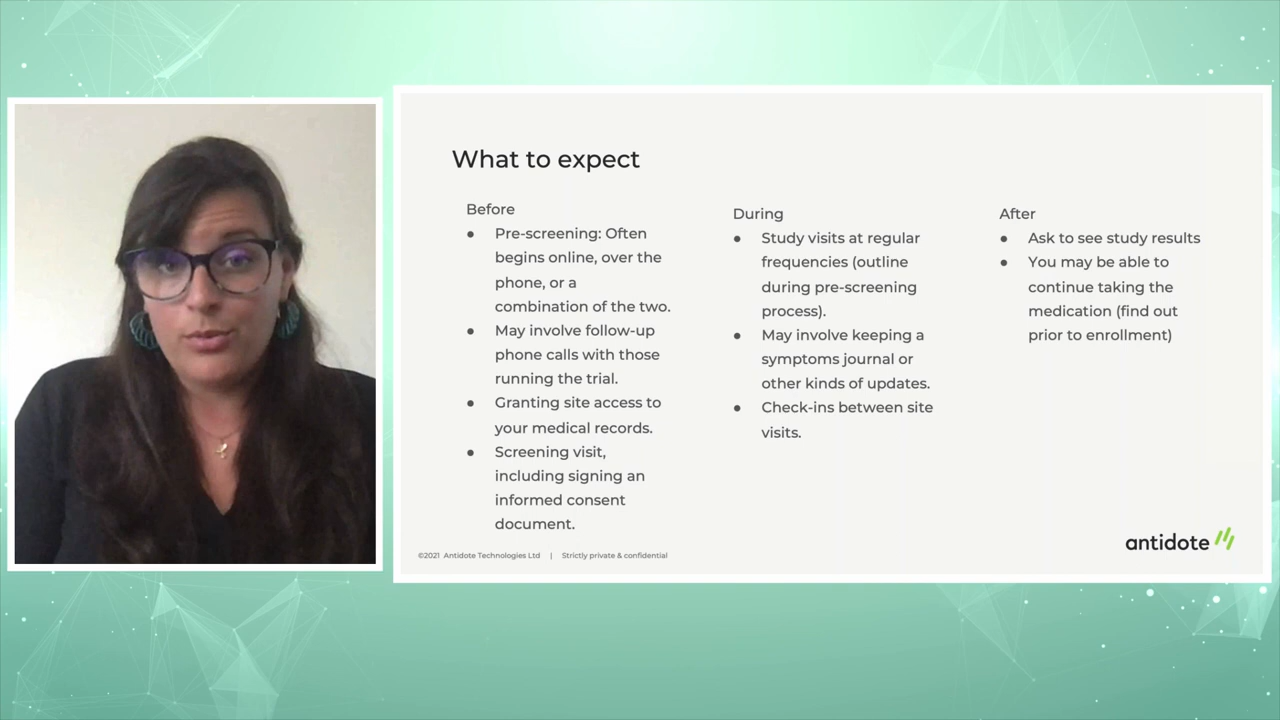 What to expect
Before
● Pre-screening: Often
begins online, over the
phone, or a
combination of the two.
● May involve follow-up
phone calls with those
running the trial.
● Granting site access to
your medical records.
● Screening visit,
including signing an
informed consent
document.
During
● Study visits at regular
frequencies (outline
during pre-screening
process).
● May involve keeping a
symptoms journal or
other kinds of updates.
● Check-ins between site
visits.
After
● Ask to see study results
● You may be able to
continue taking the
medication (find out
prior to enrollment)
©2021 Antidote Technologies Ltd | Strictly private & confidential
antidote